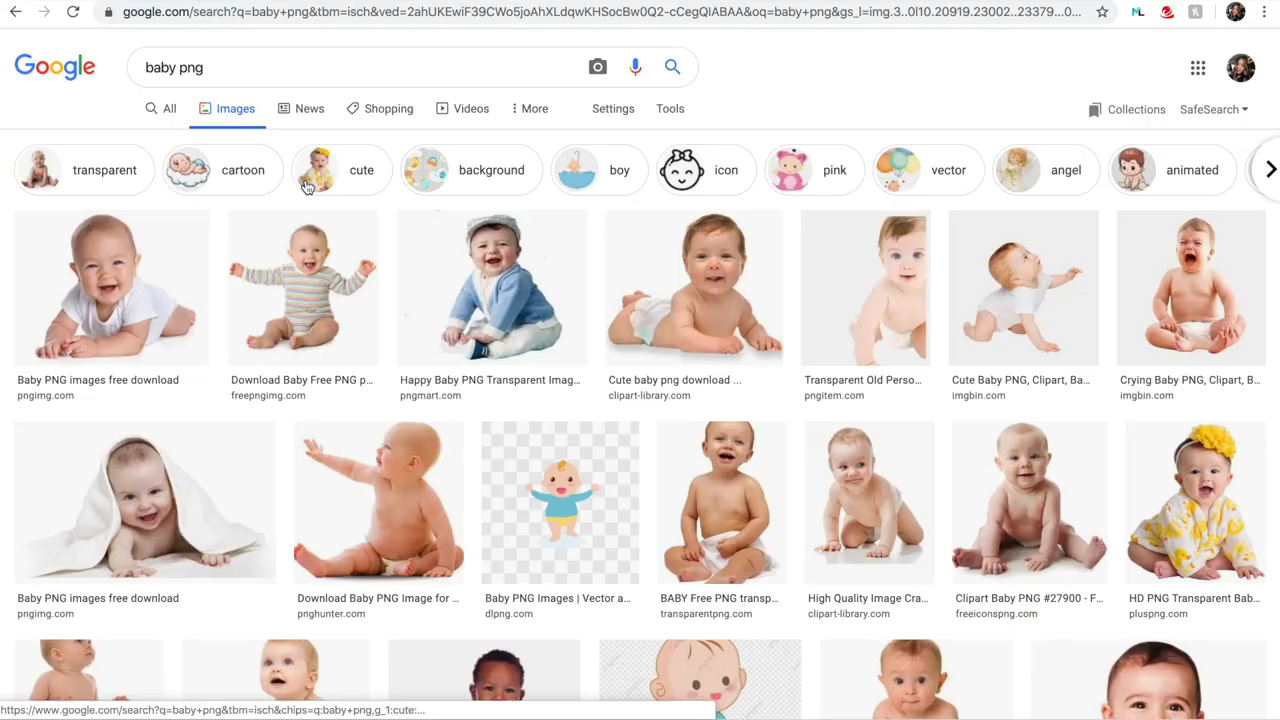 google.com/search?q=baby+png&tbm=isch&ved=2ahUKEwiF39CWo5joAhXLdqwKHSocBw0Q2-cCegQIABAA&oq=baby+png&gs_l=img.3..0l10.20919.23002..23379...0...
ML
Google
baby png
All
Images
News
Shopping
Videos
More
Settings
Tools
Collections
SafeSearch
transparent
cartoon
cute
background
boy
icon
pink
vector
angel
animated
Baby PNG images free download
pngimg.com
Download Baby Free PNG p...
freepngimg.com
Happy Baby PNG Transparent Imag...
pngmart.com
Cute baby png download ...
clipart-library.com
Transparent Old Perso...
pngitem.com
Cute Baby PNG, Clipart, Ba...
imgbin.com
Crying Baby PNG, Clipart, B...
imgbin.com
Baby PNG images free download
pngimg.com
Download Baby PNG Image for ...
pnghunter.com
Baby PNG Images | Vector a...
dlpng.com
BABY Free PNG transp...
transparentpng.com
High Quality Image Cra...
clipart-library.com
Clipart Baby PNG #27900 - F...
freeiconspng.com
HD PNG Transparent Bab...
pluspng.com
https://www.google.com/search?q=baby+png&tbm=isch&chips=q:baby+png,g_1:cute:...